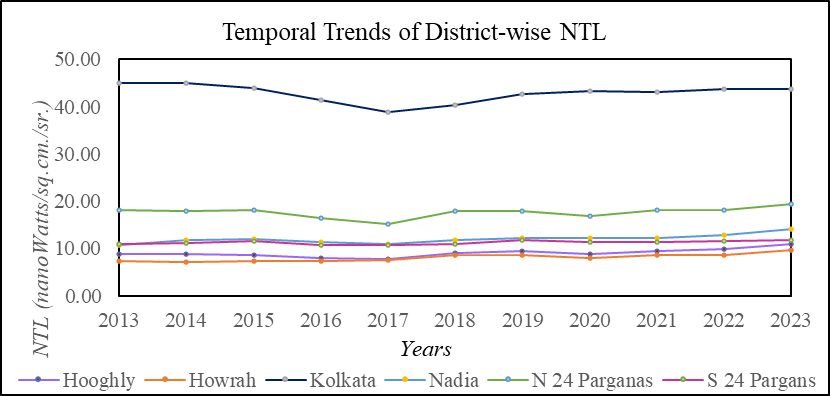 Temporal Trends of District-wise NTL
50.00
40.00
30.00
20.00
10.00
0.00
NTL (nanoWatts/sq.cm./sr.)
2013 2014 2015 2016 2017 2018 2019 2020 2021 2022 2023
Years
Hooghly Howrah Kolkata Nadia N 24 Parganas S 24 Pargans